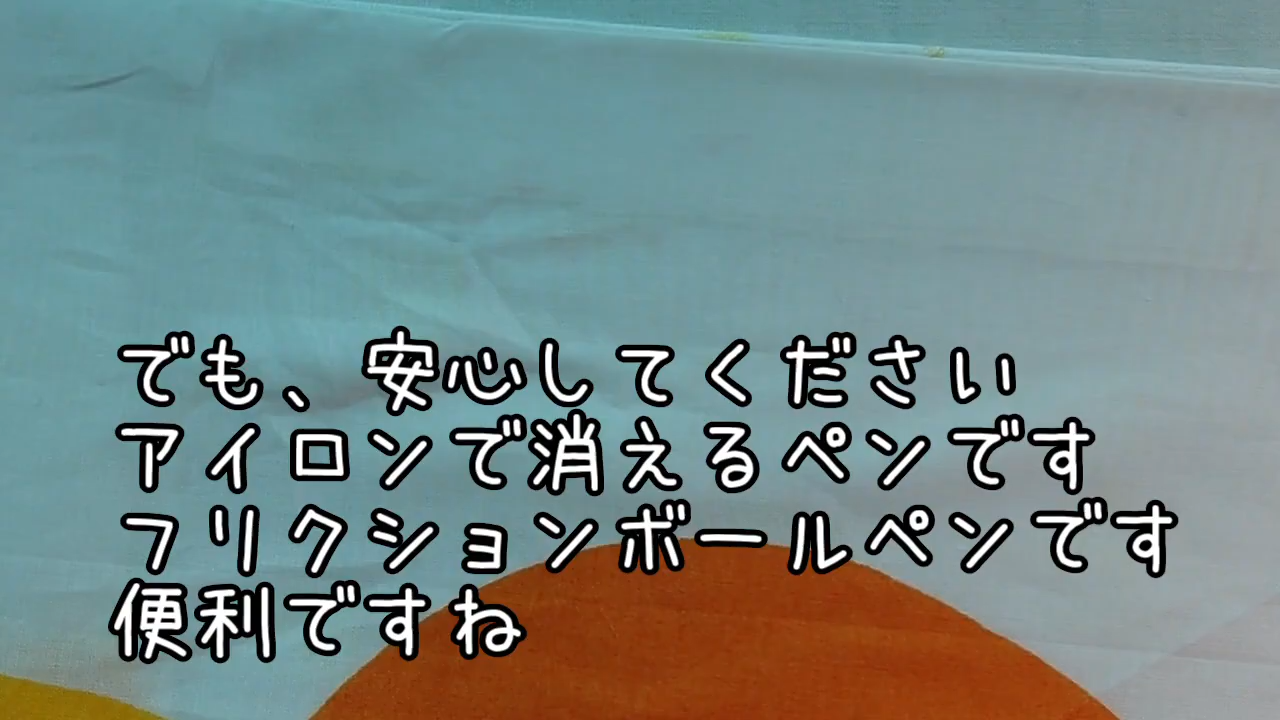 でも、安心してください
アイロンで消えるペンです
フリクションボールペンです
便利ですね